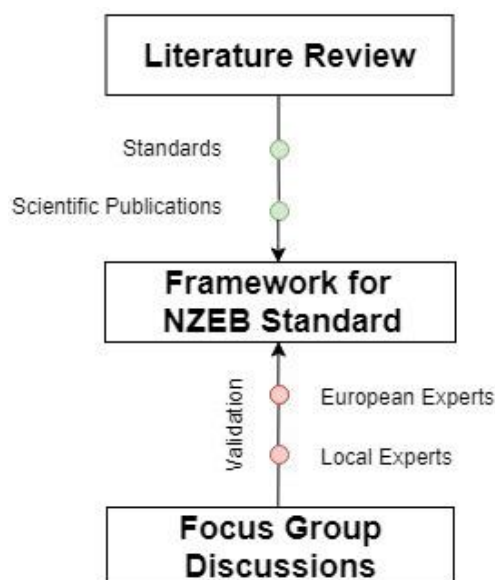 Literature Review
Standards
Scientific Publications
Framework for
NZEB Standard
Validation
European Experts
Local Experts
Focus Group
Discussions